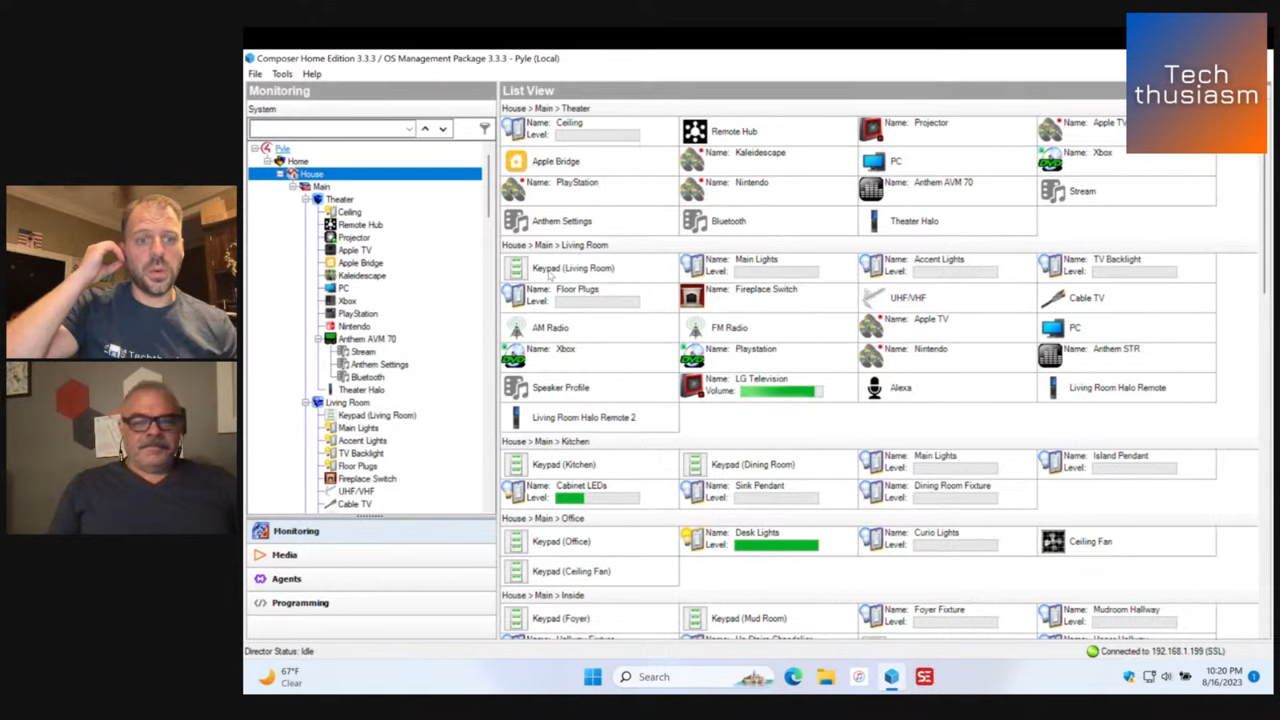 Composer Home Edition 3.3.3 / OS Management Package 3.3.3 - Pyle (Local)
File Tools Help
Tech
thusiasm
Monitoring
System
Pyle
Home
House
Main
Theater
Ceiling
Remote Hub
Projector
Apple TV
Apple Bridge
Kaleidescape
PC
Xbox
PlayStation
Nintendo
Anthem AVM 70
Stream
Anthem Settings
Bluetooth
Theater Halo
Living Room
Keypad (Living Room)
Main Lights
Accent Lights
TV Backlight
Floor Plugs
Fireplace Switch
UHF/VHF
Cable TV
Monitoring
Media
Agents
Programming
List View
House > Main > Theater
Name: Ceiling
Level:
Remote Hub
Name: Projector
Name: Apple TV
Apple Bridge
Name: Kaleidescape
PC
Name: Xbox
Name: PlayStation
Name: Nintendo
Name: Anthem AVM 70
Stream
Anthem Settings
Bluetooth
Theater Halo
House > Main > Living Room
Keypad (Living Room)
Name: Main Lights
Level:
Name: Accent Lights
Level:
Name: TV Backlight
Level:
Name: Floor Plugs
Level:
Name: Fireplace Switch
UHF/VHF
Cable TV
AM Radio
FM Radio
Name: Apple TV
PC
Name: Xbox
Name: Playstation
Name: Nintendo
Name: Anthem STR
Speaker Profile
Name: LG Television
Volume:
Alexa
Living Room Halo Remote
Living Room Halo Remote 2
House > Main > Kitchen
Keypad (Kitchen)
Keypad (Dining Room)
Name: Main Lights
Level:
Name: Island Pendant
Level:
Name: Cabinet LEDs
Level:
Name: Sink Pendant
Level:
Name: Dining Room Fixture
Level:
House > Main > Office
Keypad (Office)
Name: Desk Lights
Level:
Name: Curio Lights
Level:
Ceiling Fan
Keypad (Ceiling Fan)
House > Main > Inside
Keypad (Foyer)
Keypad (Mud Room)
Name: Foyer Fixture
Level:
Name: Mudroom Hallway
Level:
Director Status: Idle
Connected to 192.168.1.199 (SSL)
67°F
Clear
Search
SE
10:20 PM
8/16/2023